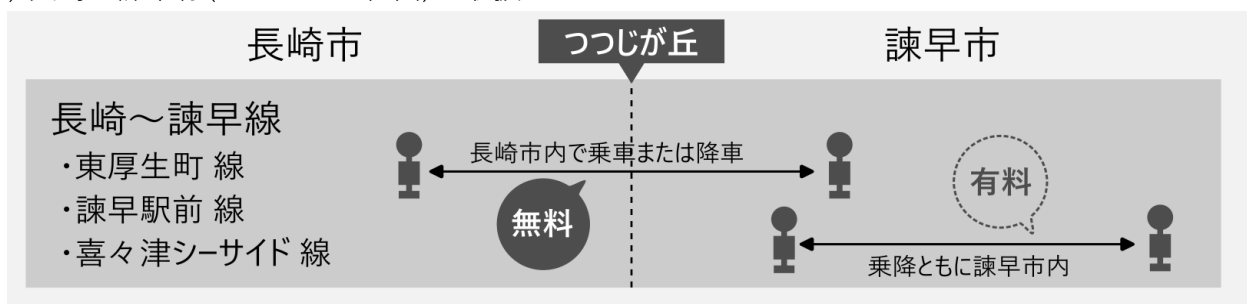 長崎市
つつじが丘
諫早市
長崎～諫早線
・東厚生町 線
・諫早駅前 線
・喜々津シーサイド 線
長崎市内で乗車または降車
無料
有料
乗降ともに諫早市内